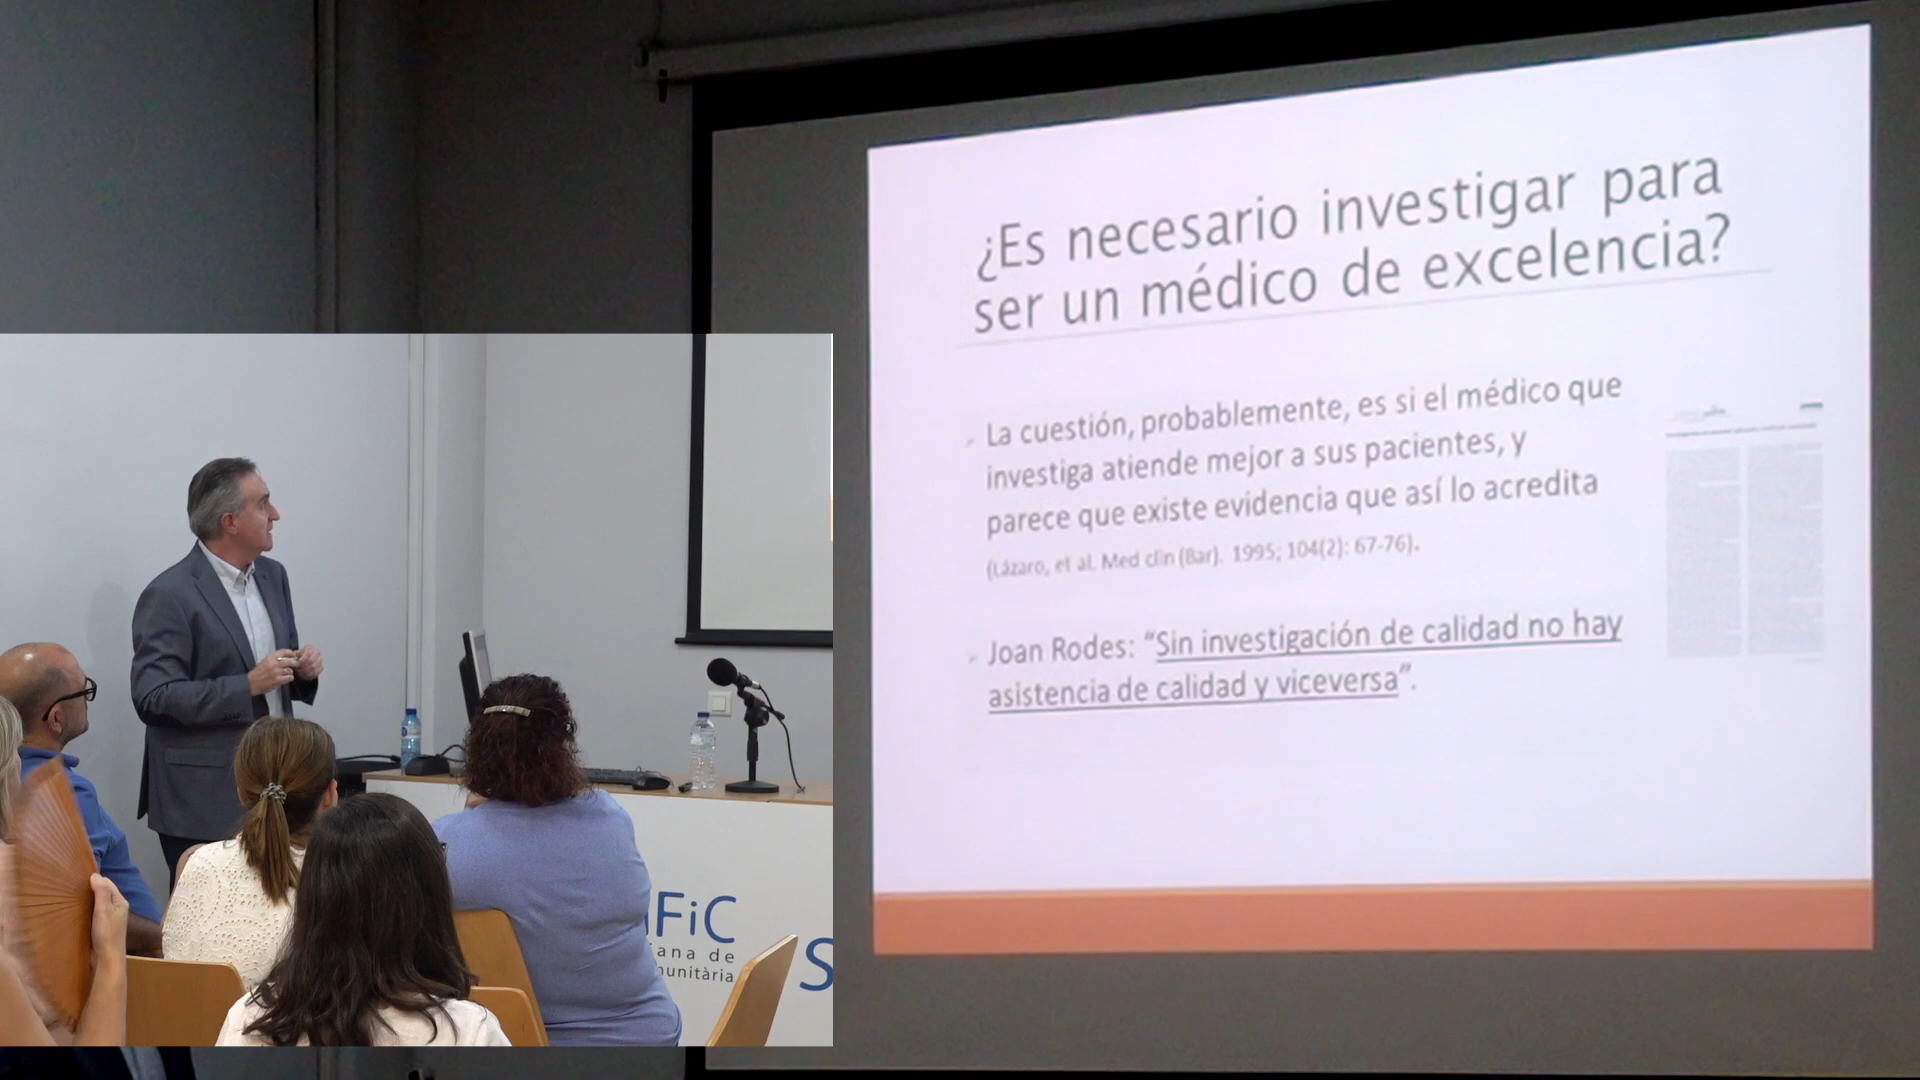 ¿Es necesario investigar para
ser un médico de excelencia?
La cuestión, probablemente, es si el médico que
investiga atiende mejor a sus pacientes, y
parece que existe evidencia que así lo acredita
(Lázaro, et al. Med clin (Bar). 1995; 104(2): 67-76).
Joan Rodes: “Sin investigación de calidad no hay
asistencia de calidad y viceversa”.
FiC
iana de
munitària
S